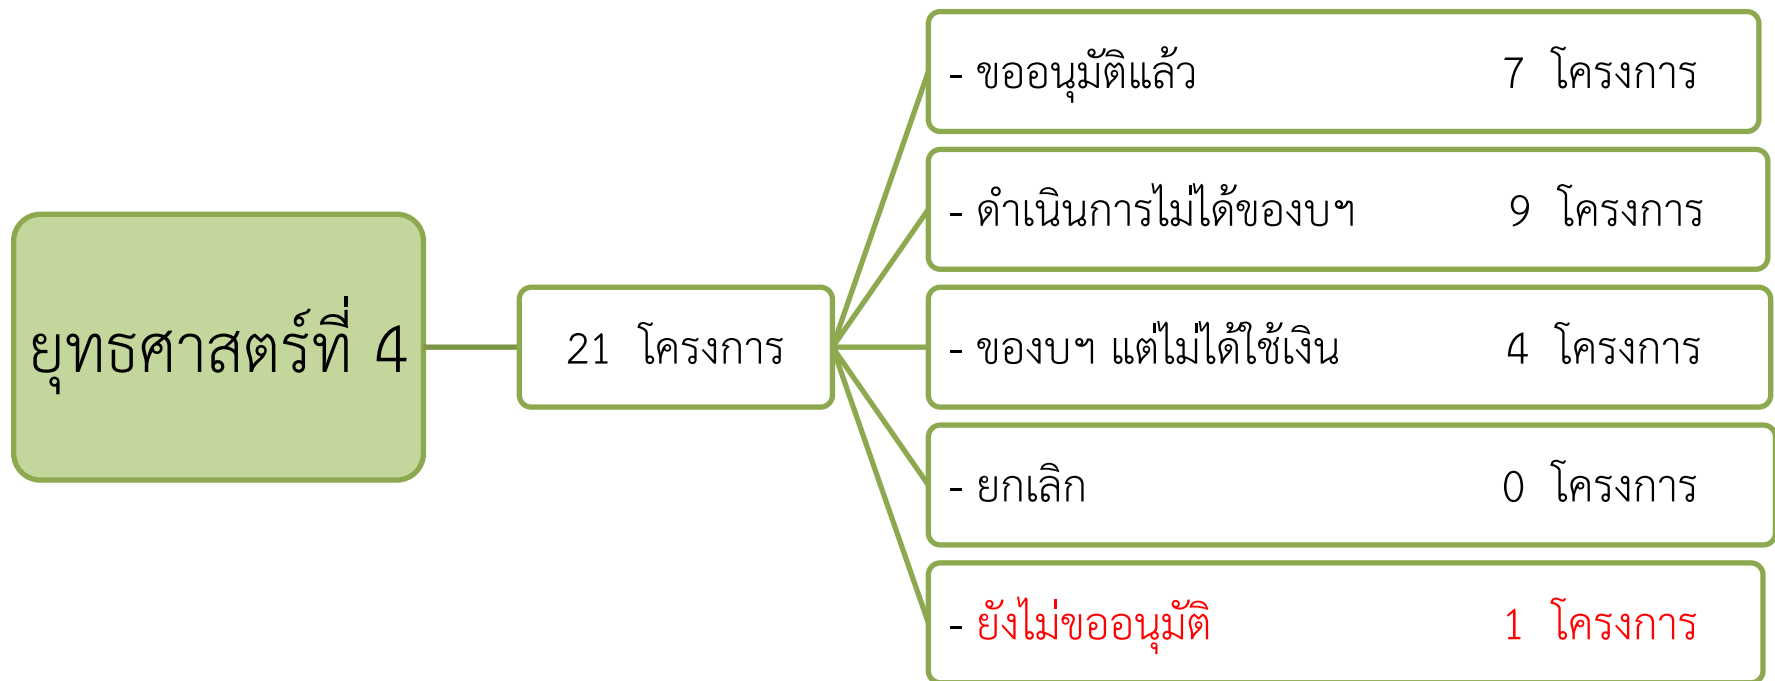 ยุทธศาสตร์ที่ 4
21 โครงการ
- ขออนุมัติแล้ว 7 โครงการ
- ดำเนินการไม่ได้ของบฯ 9 โครงการ
- ของบฯ แต่ไม่ได้ใช้เงิน 4 โครงการ
- ยกเลิก 0 โครงการ
- ยังไม่ขออนุมัติ 1 โครงการ